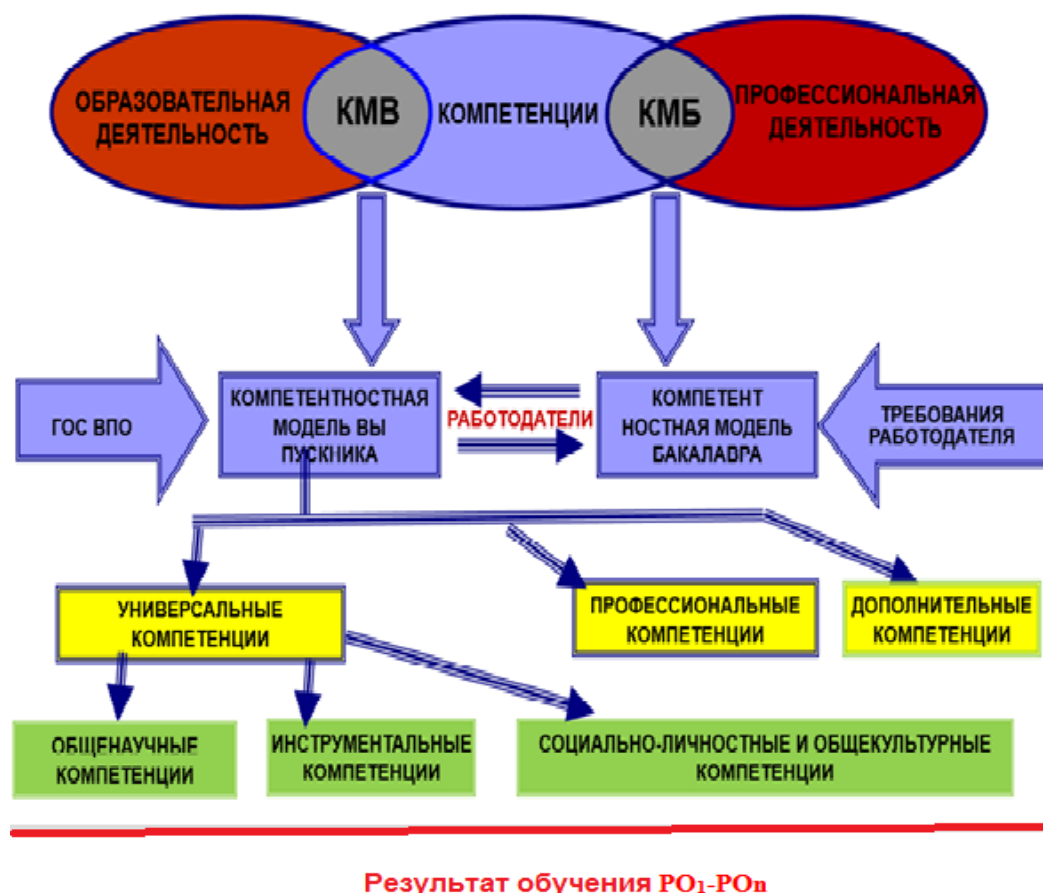 ОБРАЗОВАТЕЛЬНАЯ
ДЕЯТЕЛЬНОСТЬ
КМВ
КОМПЕТЕНЦИИ
КМБ
ПРОФЕССИОНАЛЬНАЯ
ДЕЯТЕЛЬНОСТЬ
ГОС ВПО
КОМПЕТЕНТНОСТНАЯ
МОДЕЛЬ ВЫ
ПУСКНИКА
РАБОТОДАТЕЛИ
КОМПЕТЕНТ
НОСТНАЯ МОДЕЛЬ
БАКАЛАВРА
ТРЕБОВАНИЯ
РАБОТОДАТЕЛЯ
УНИВЕРСАЛЬНЫЕ
КОМПЕТЕНЦИИ
ПРОФЕССИОНАЛЬНЫЕ
КОМПЕТЕНЦИИ
ДОПОЛНИТЕЛЬНЫЕ
КОМПЕТЕНЦИИ
ОБЩЕНАУЧНЫЕ
КОМПЕТЕНЦИИ
ИНСТРУМЕНТАЛЬНЫЕ
КОМПЕТЕНЦИИ
СОЦИАЛЬНО-ЛИЧНОСТНЫЕ И ОБЩЕКУЛЬТУРНЫЕ
КОМПЕТЕНЦИИ
Результат обучения РО1-РОn